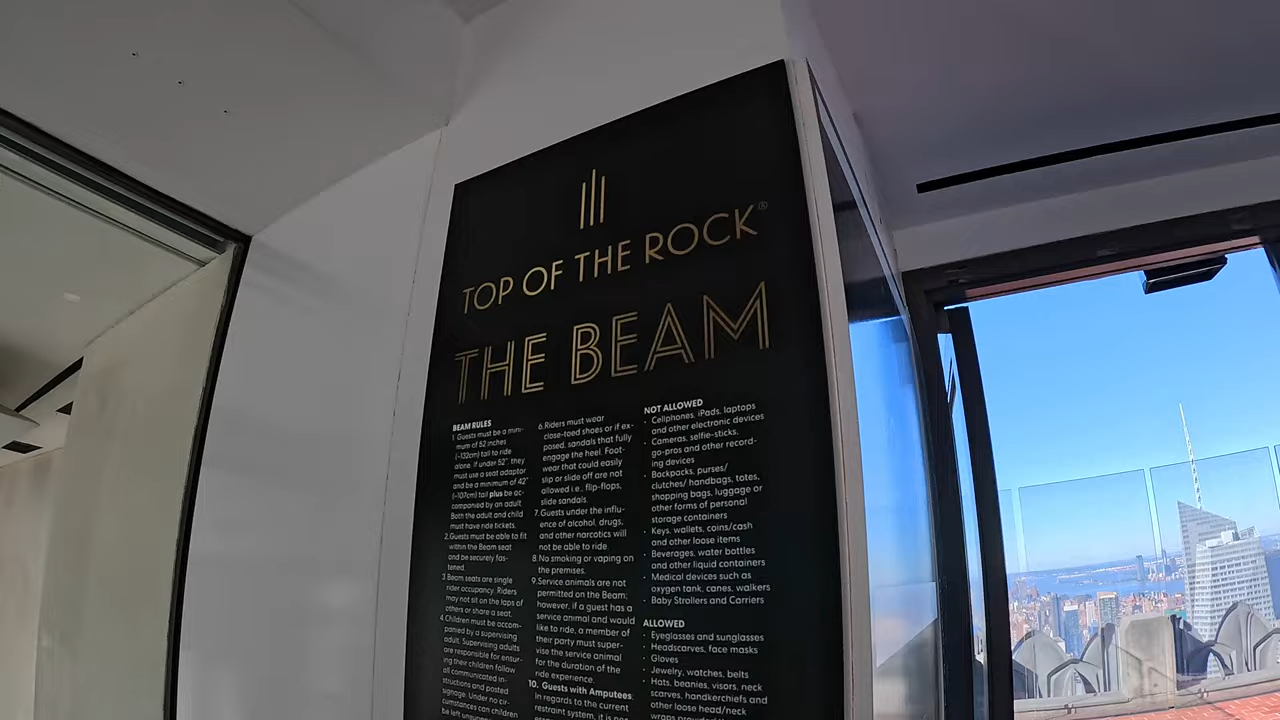 TOP OF THE ROCK®
THE BEAM
BEAM RULES
1. Guests must be a mini-
mum of 52 inches
(~132cm) tall to ride
alone. If under 52", they
must use a seat adaptor
and be a minimum of 42"
(~107cm) tall plus be ac-
companied by an adult.
Both the adult and child
must have ride tickets.
2.Guests must be able to fit
within the Beam seat
and be securely fas-
tened.
3.Beam seats are single
rider occupancy. Riders
may not sit on the laps of
others or share a seat.
4.Children must be accom-
panied by a supervising
adult. Supervising adults
are responsible for ensur-
ing their children follow
all communicated in-
structions and posted
signage. Under no cir-
cumstances can children
be left
6.Riders must wear
close-toed shoes or if ex-
posed, sandals that fully
engage the heel. Foot-
wear that could easily
slip or slide off are not
allowed i.e., flip-flops,
slide sandals.
7.Guests under the influ-
ence of alcohol, drugs,
and other narcotics will
not be able to ride.
8.No smoking or vaping on
the premises.
9.Service animals are not
permitted on the Beam;
however, if a guest has a
service animal and would
like to ride, a member of
their party must super-
vise the service animal
for the duration of the
ride experience.
10. Guests with Amputees:
In regards to the current
restraint system, it is
NOT ALLOWED
• Cellphones, iPads, laptops
and other electronic devices
• Cameras, selfie-sticks,
go-pros and other record-
ing devices
• Backpacks, purses/
clutches/ handbags, totes,
shopping bags, luggage or
other forms of personal
storage containers
• Keys, wallets, coins/cash
and other loose items
• Beverages, water bottles
and other liquid containers
• Medical devices such as
oxygen tank, canes, walkers
• Baby Strollers and Carriers
ALLOWED
• Eyeglasses and sunglasses
• Headscarves, face masks
• Gloves
• Jewelry, watches, belts
• Hats, beanies, visors, neck
scarves, handkerchiefs and
other loose head/neck
wraps